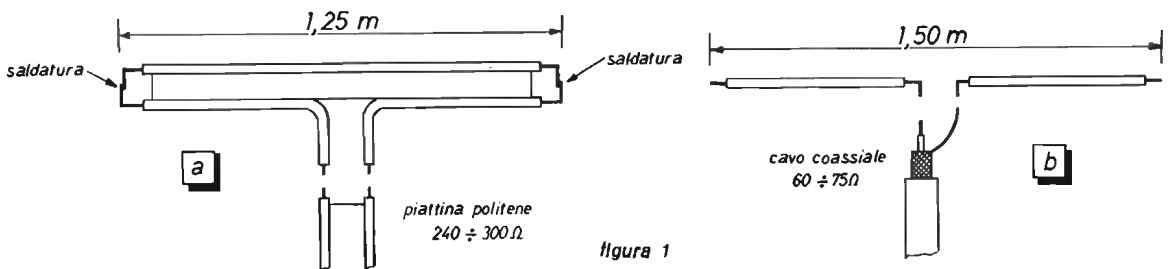 1,25 m
saldatura
saldatura
a
piattina politene
240 ÷ 300 Ω
figura 1
1,50 m
cavo coassiale
60 ÷ 75Ω
b